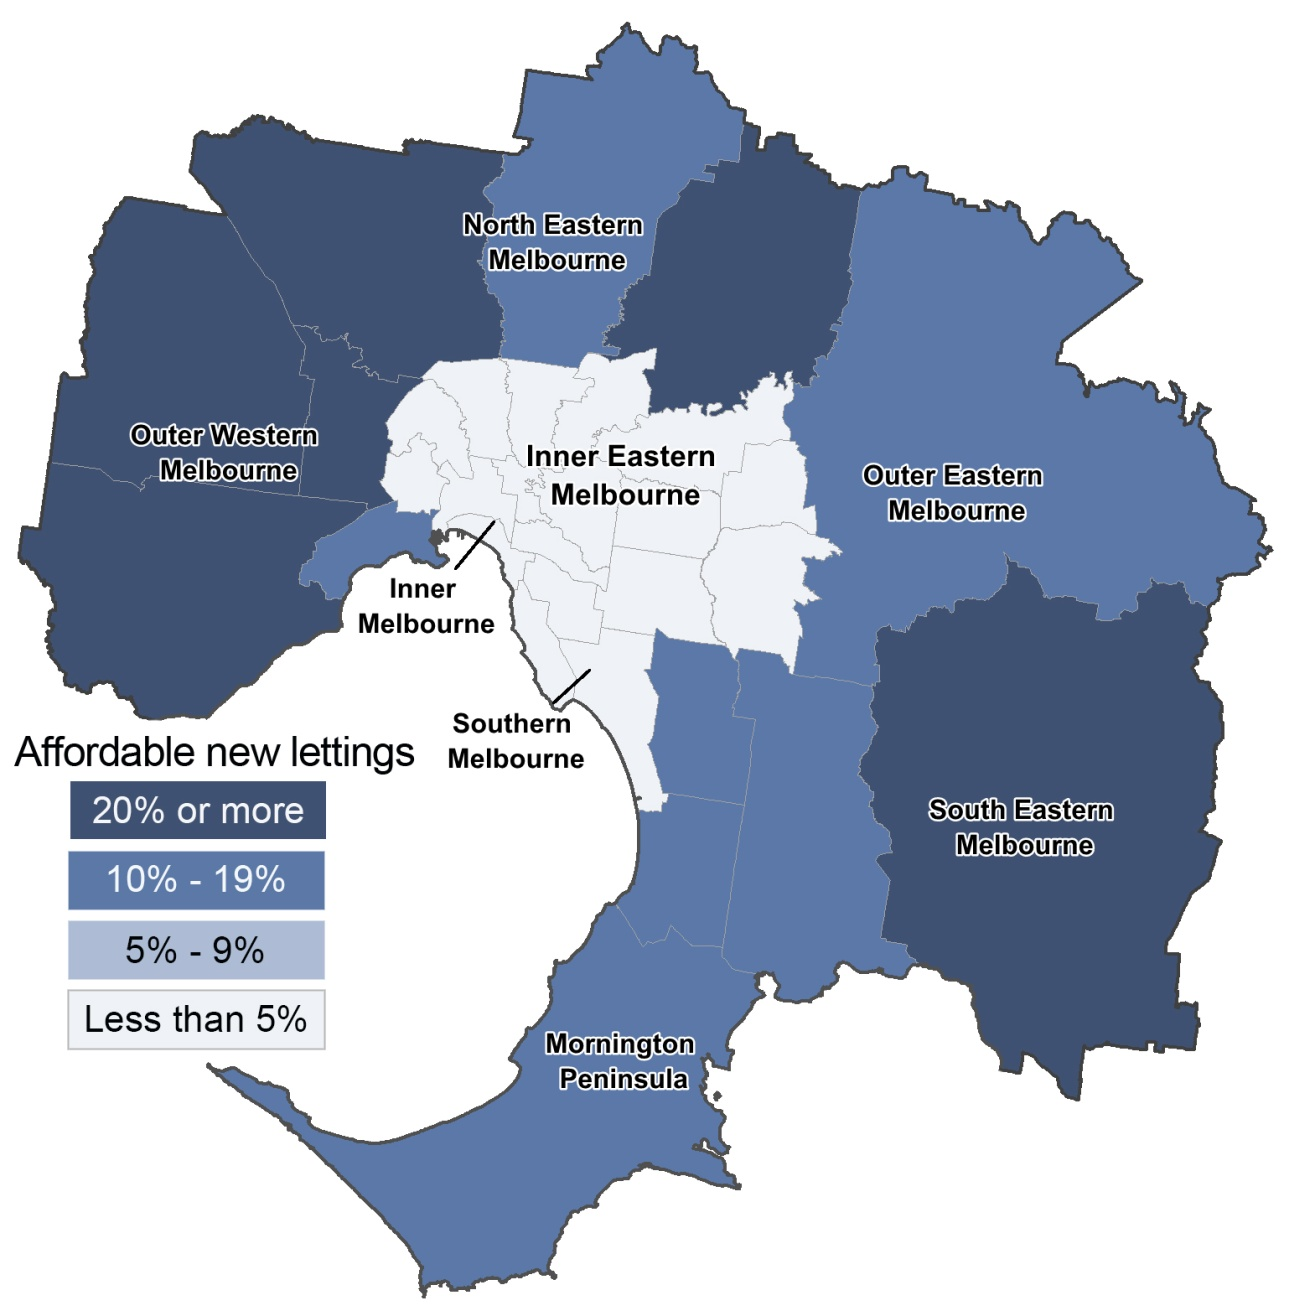 North Eastern
Melbourne
Outer Western
Melbourne
Inner Eastern
Melbourne
Outer Eastern
Melbourne
Inner
Melbourne
Southern
Melbourne
Affordable new lettings
20% or more
10% - 19%
5% - 9%
Less than 5%
South Eastern
Melbourne
Mornington
Peninsula